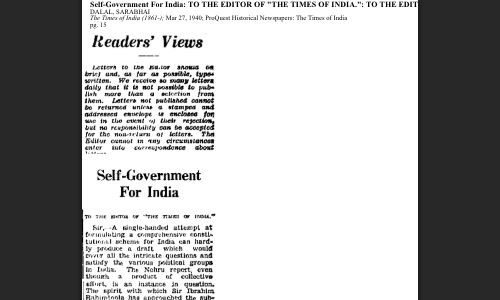 Self-Government For India: TO THE EDITOR OF "THE TIMES OF INDIA.": TO THE EDIT
DALAL, SARABHAI
The Times of India (1861-); Mar 27, 1940; ProQuest Historical Newspapers: The Times of India
pg. 15
Readers' Views
Letters to the Editor should be
brief and, as far as possible, type-
written. We receive so many letters
daily that it is not possible to pub-
lish more than a selection from
them. Letters not published cannot
be returned unless a stamped and
addressed envelope is enclosed for
use in the event of their rejection,
but no responsibility can be accepted
for the non-return of letters. The
Editor cannot in any circumstances
enter into correspondence about
Self-Government
For India
TO THE EDITOR OF "THE TIMES OF INDIA."
Sir,—A single-handed attempt at
formulating a comprehensive consti-
tutional scheme for India can hard-
ly produce a draft which would
cover all the intricate questions and
satisfy the various political groups
in India. The Nehru report, even
though a product of collective
effort, is an instance in question.
The spirit with which Sir Ibrahim
Rahimtoola has approached the sub-